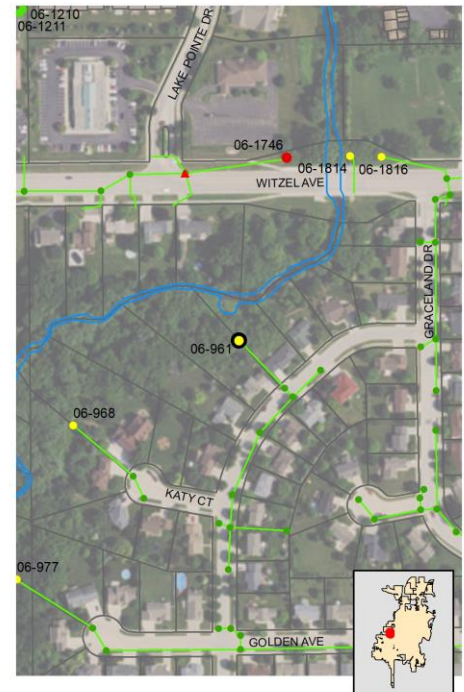 06-1210
06-1211
LAKE POINTE DR
06-1746
06-1814
06-1816
WITZEL AVE
GRACELAND DR
06-961
06-968
KATY CT
06-977
GOLDEN AVE